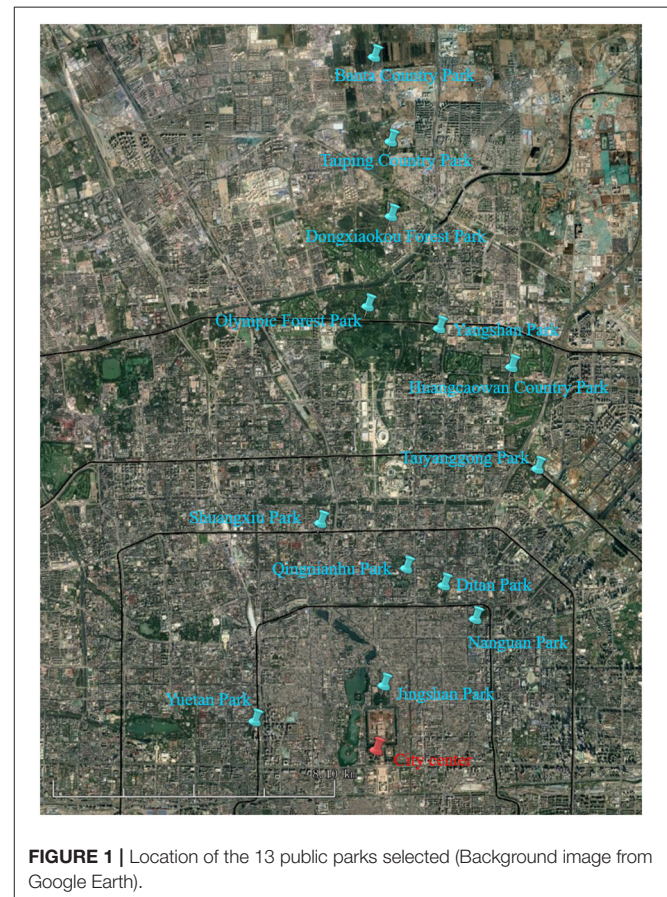 Banta Country Park
Taiping Country Park
Dongxiaokou Forest Park
Olympic Forest Park
Yangshan Park
Huangcaowan Country Park
Taiyanggong Park
Shuangxiu Park
Qingnianhu Park
Ditan Park
Nanguan Park
Jingshan Park
Yuetan Park
City center
FIGURE 1 | Location of the 13 public parks selected (Background image from
Google Earth).